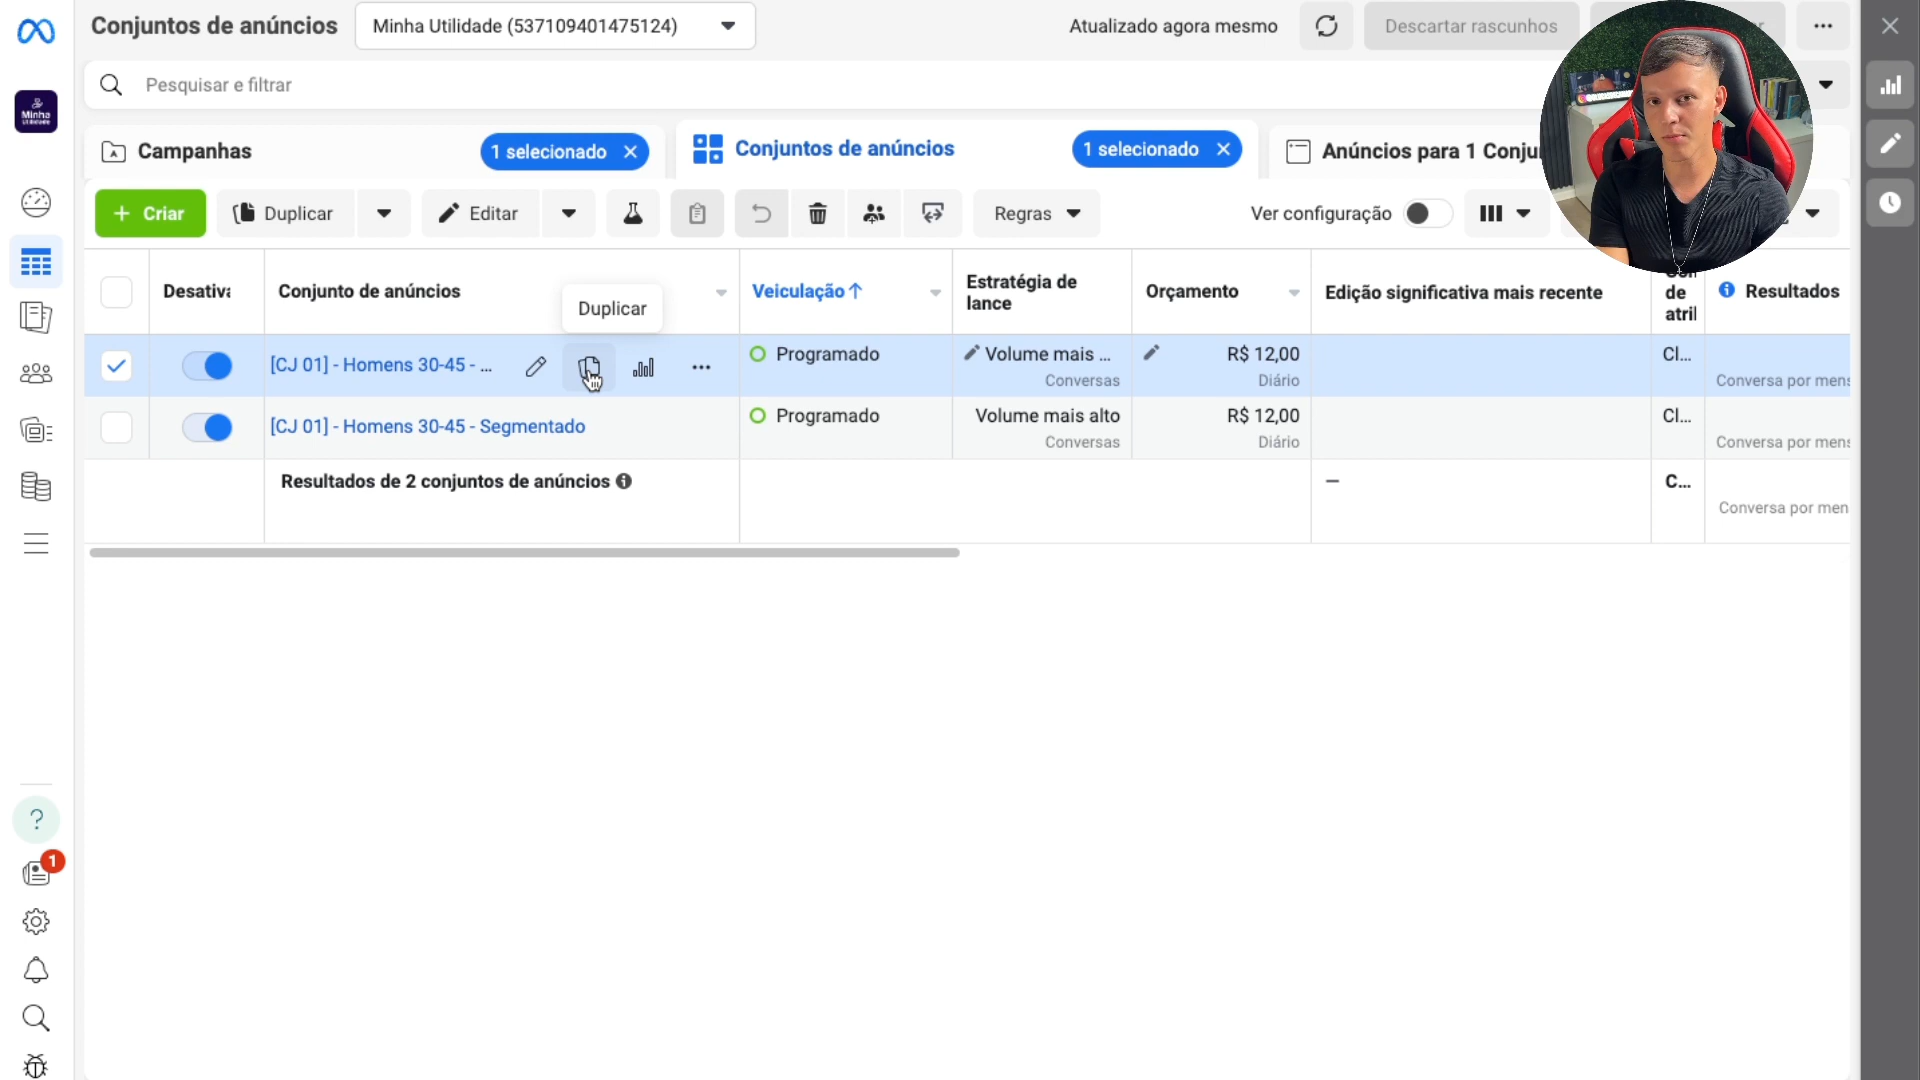 Conjuntos de anúncios
Minha Utilidade (537109401475124)
Atualizado agora mesmo
Descartar rascunhos
Pesquisar e filtrar
Minha
Campanhas
1 selecionado
Conjuntos de anúncios
1 selecionado
Anúncios para 1 Conju
Criar
Duplicar
Editar
Regras
Ver configuração
Desativa
Conjunto de anúncios
Duplicar
Veiculação
Estratégia de
lance
Orçamento
Edição significativa mais recente
de
atril
Resultados
[CJ 01] - Homens 30-45 - ...
Programado
Volume mais ...
Conversas
R$ 12,00
Diário
Cl...
Conversa por mens
[CJ 01] - Homens 30-45 - Segmentado
Programado
Volume mais alto
Conversas
R$ 12,00
Diário
Cl...
Conversa por mens
Resultados de 2 conjuntos de anúncios
—
C...
Conversa por men
?
1